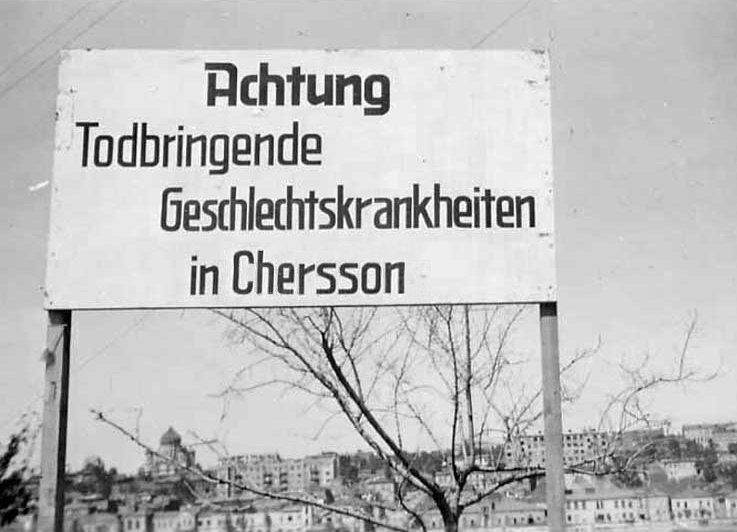 Achtung
Todbringende
Geschlechtskrankheiten
in Chersson